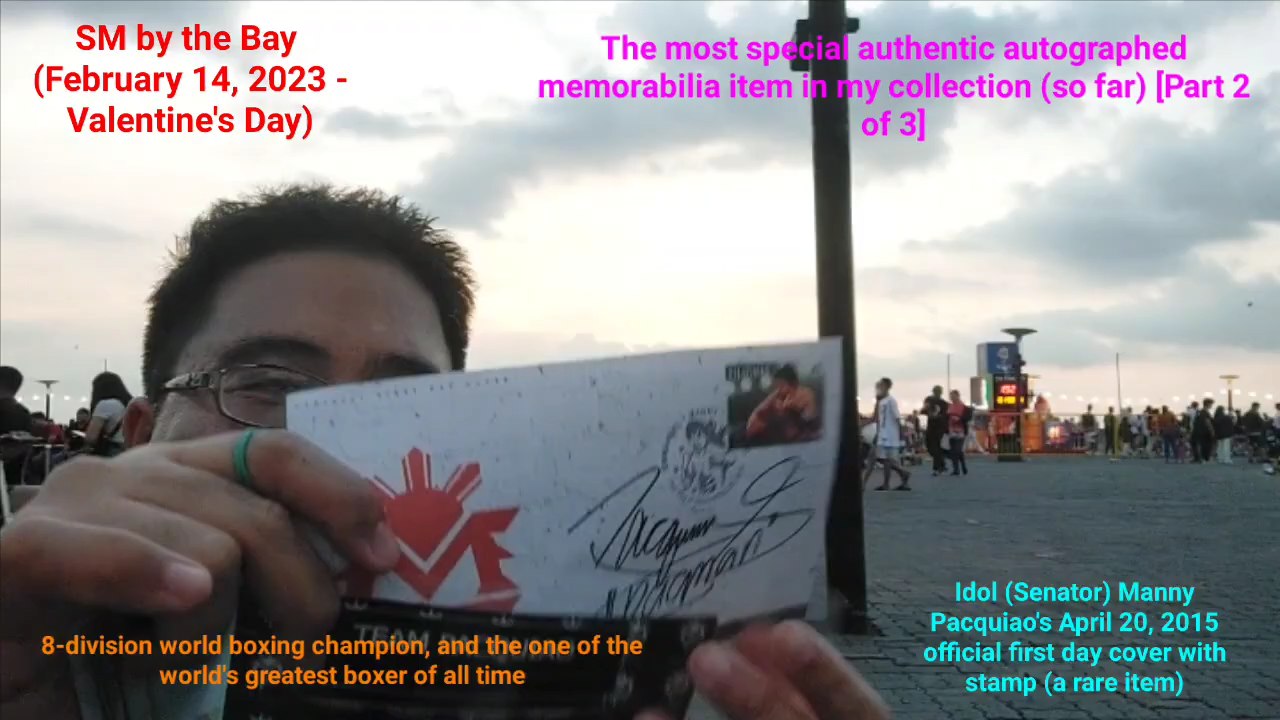 SM by the Bay
(February 14, 2023 -
Valentine's Day)
The most special authentic autographed
memorabilia item in my collection (so far) [Part 2
of 3]
TEAM PACQUIAO
8-division world boxing champion, and the one of the
world's greatest boxer of all time
Idol (Senator) Manny
Pacquiao's April 20, 2015
official first day cover with
stamp (a rare item)